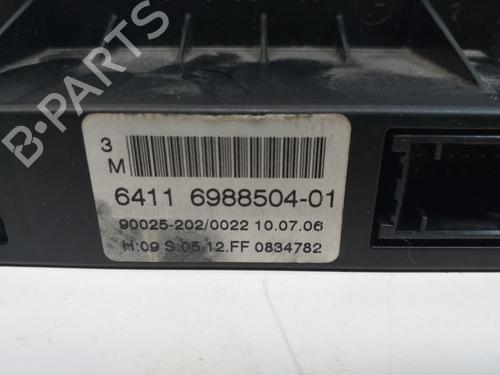 3
M
6411 6988504-01
90025-202/0022 10.07.06
H:09 S:05.12.FF 0834782
B-PARTS